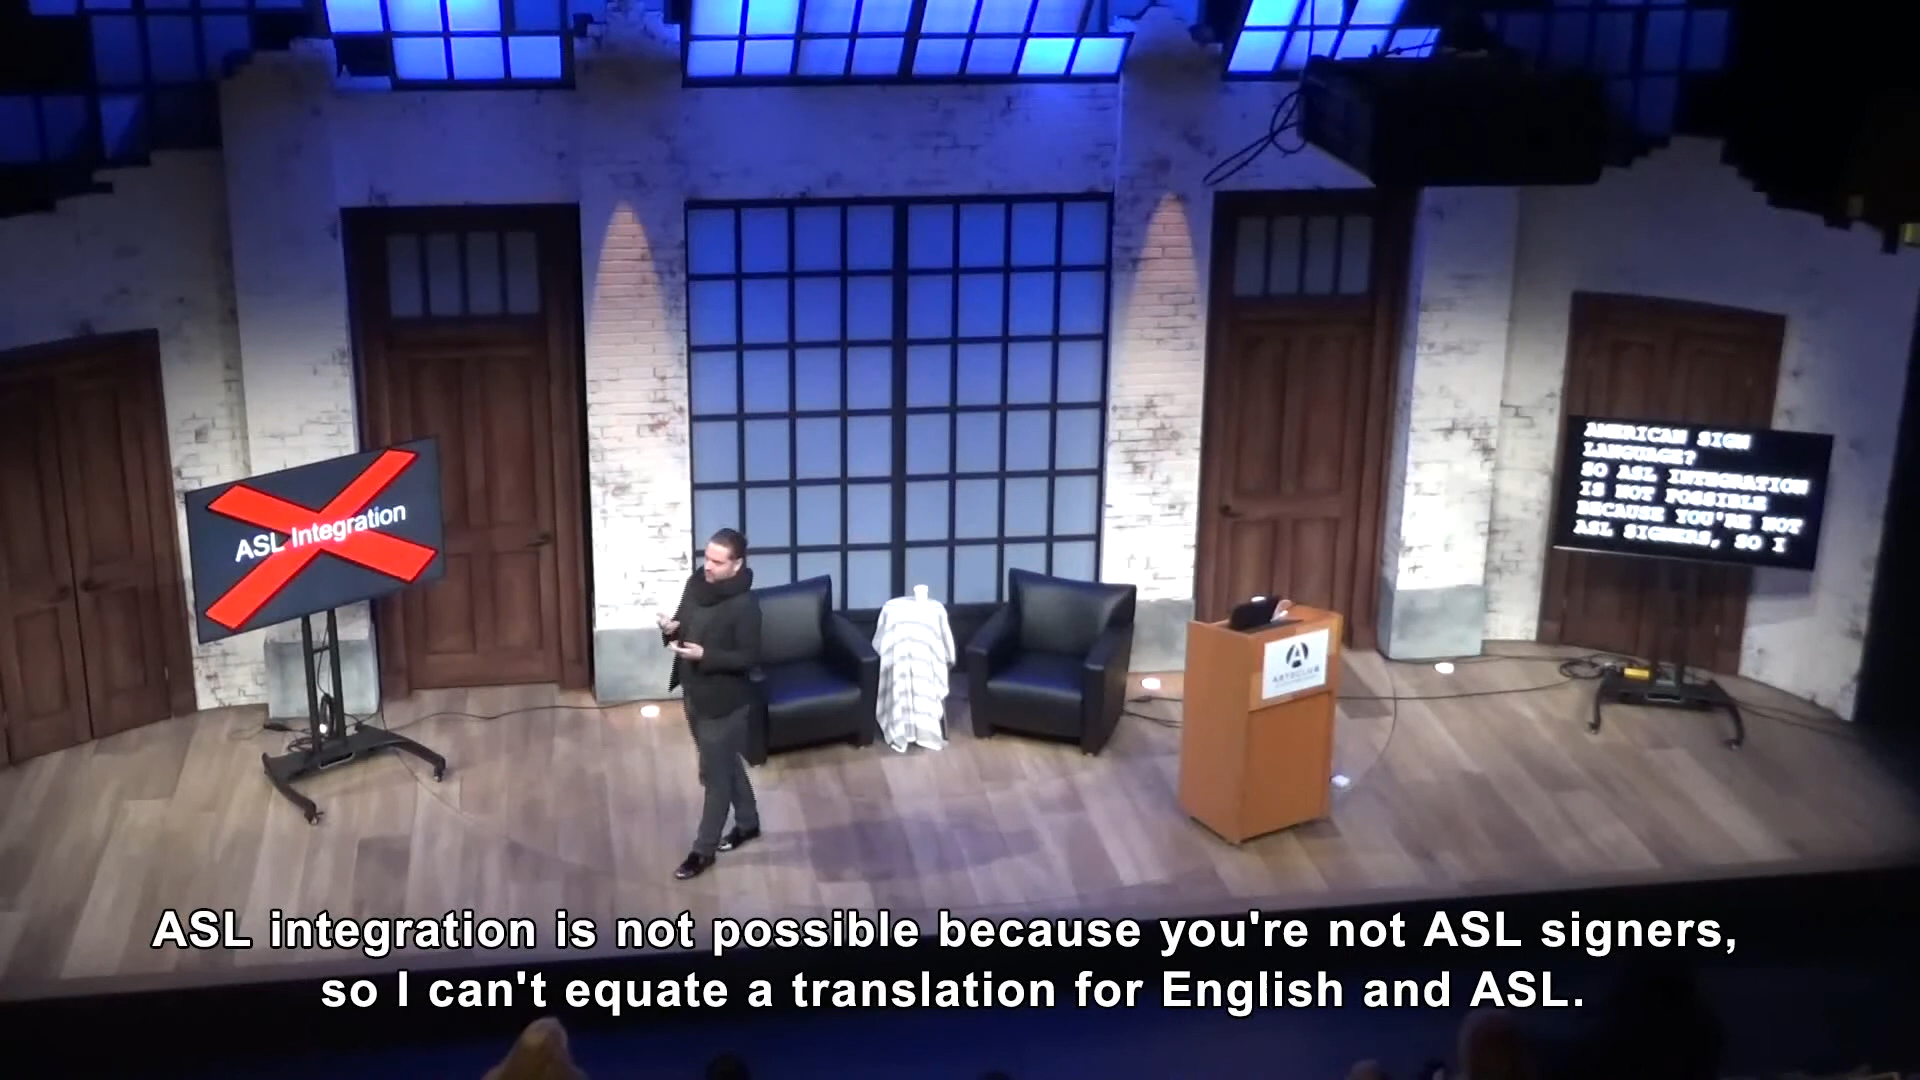 ASL Integration
AMERICAN SIGN
LANGUAGE?
SO ASL INTEGRATION
IS NOT POSSIBLE
BECAUSE YOU'RE NOT
ASL SIGNERS, SO I
A
ARTSCLUB
ASL integration is not possible because you're not ASL signers,
so I can't equate a translation for English and ASL.